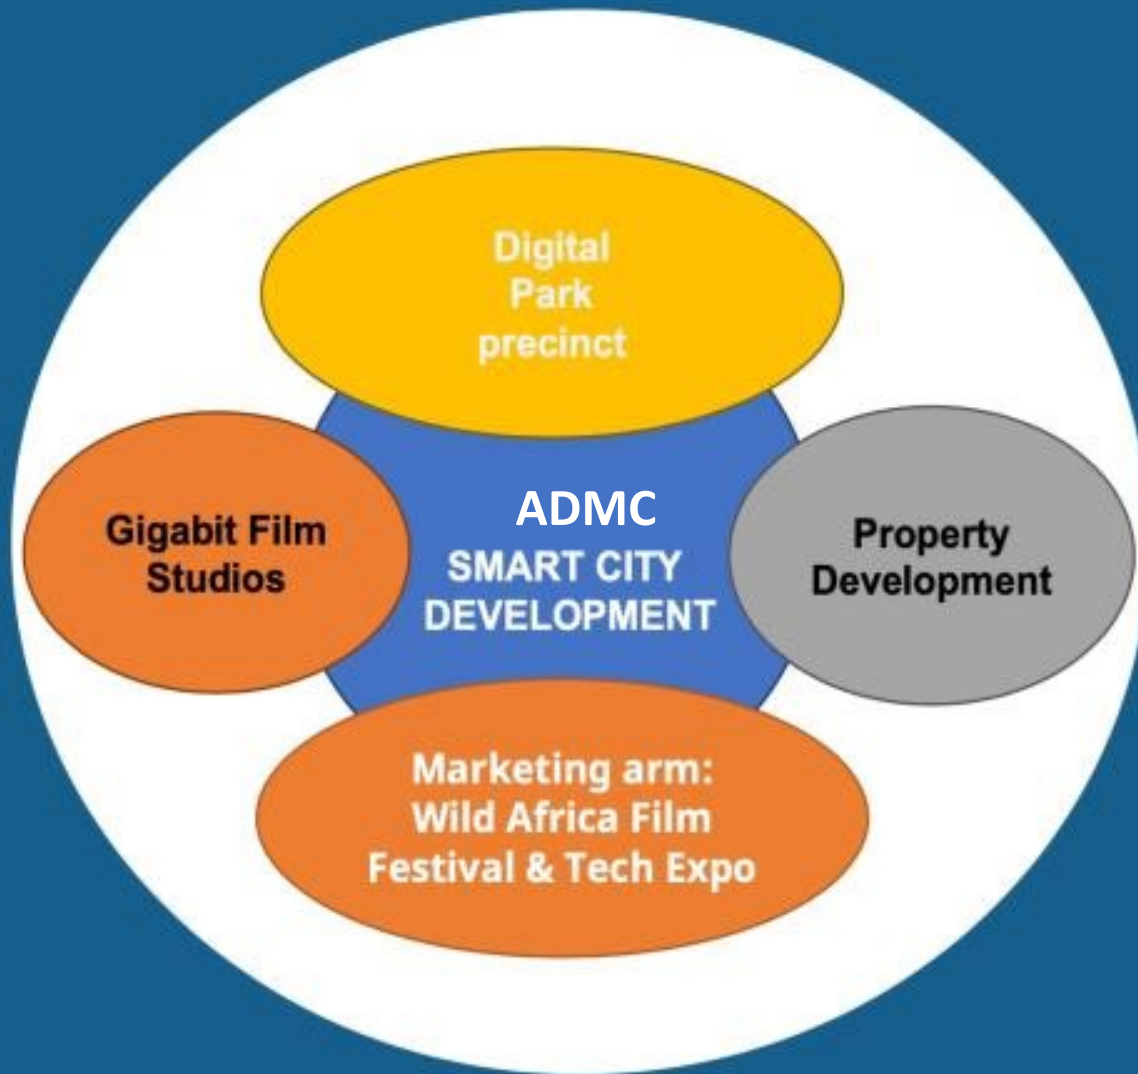 Digital
Park
precinct
Gigabit Film
Studios
ADMC
SMART CITY
DEVELOPMENT
Property
Development
Marketing arm:
Wild Africa Film
Festival & Tech Expo